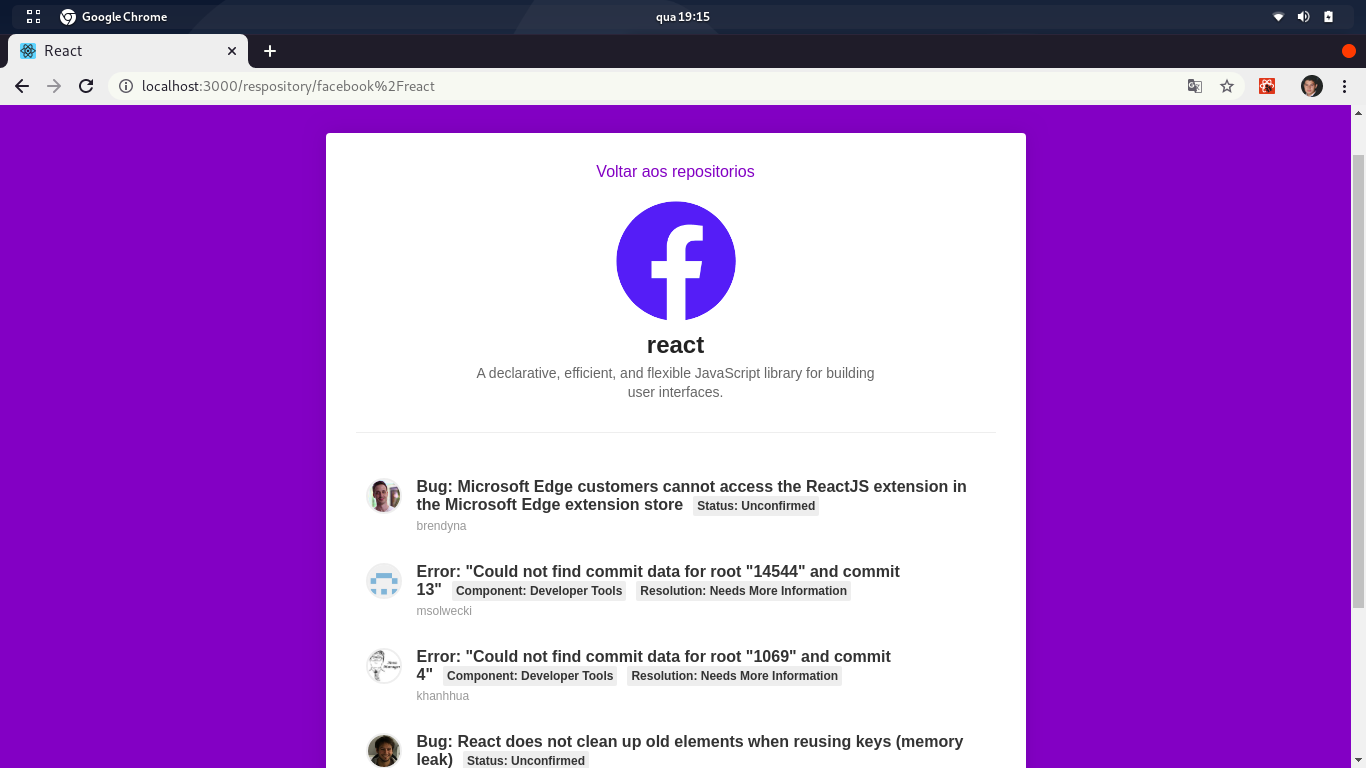 Google Chrome
qua 19:15
React
localhost:3000/respository/facebook%2Freact
Voltar aos repositorios
react
A declarative, efficient, and flexible JavaScript library for building
user interfaces.
Bug: Microsoft Edge customers cannot access the ReactJS extension in
the Microsoft Edge extension store Status: Unconfirmed
brendyna
Error: "Could not find commit data for root "14544" and commit
13" Component: Developer Tools Resolution: Needs More Information
msolwecki
Error: "Could not find commit data for root "1069" and commit
4" Component: Developer Tools Resolution: Needs More Information
khanhhua
Bug: React does not clean up old elements when reusing keys (memory
leak) Status: Unconfirmed